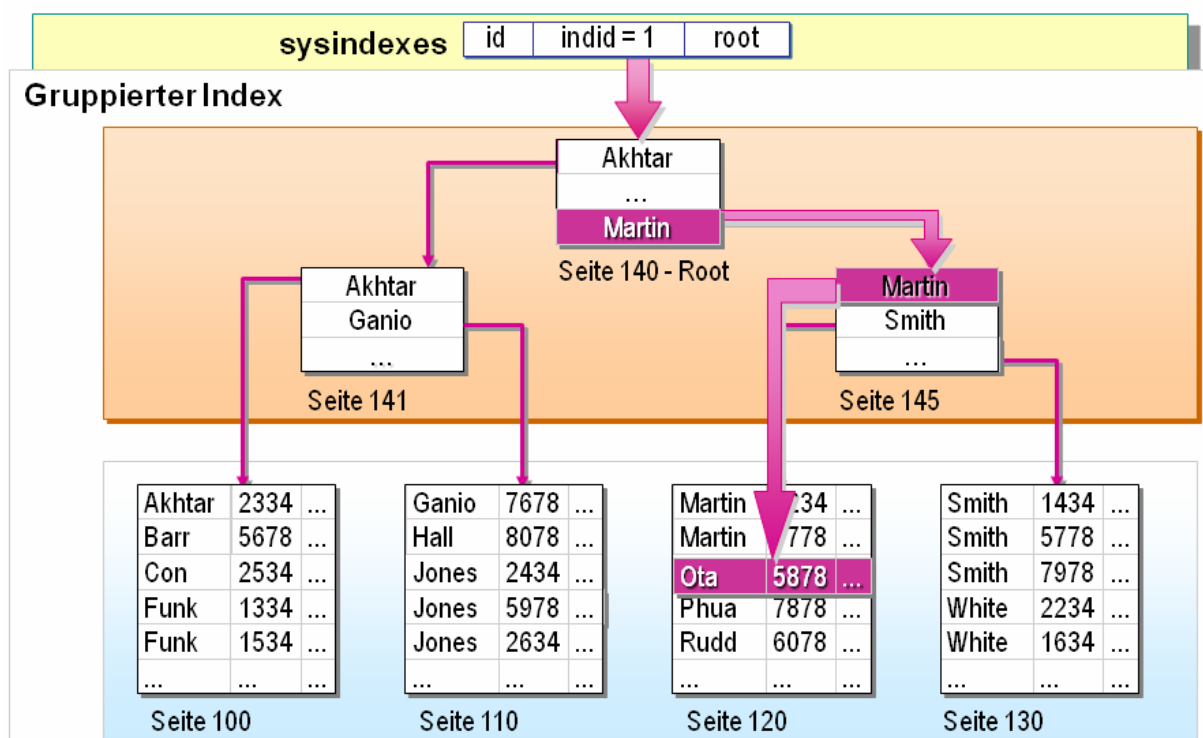 sysindexes id indid = 1 root
Gruppierter Index
Akhtar
...
Martin
Seite 140 - Root
Akhtar
Ganio
...
Seite 141
Martin
Smith
...
Seite 145
Akhtar 2334 ...
Barr 5678 ...
Con 2534 ...
Funk 1334 ...
Funk 1534 ...
... ... ...
Seite 100
Ganio 7678 ...
Hall 8078 ...
Jones 2434 ...
Jones 5978 ...
Jones 2634 ...
... ... ...
Seite 110
Martin ...
Martin ...
Ota 5878 ...
Phua 7878 ...
Rudd 6078 ...
... ... ...
Seite 120
Smith 1434 ...
Smith 5778 ...
Smith 7978 ...
White 2234 ...
White 1634 ...
... ... ...
Seite 130